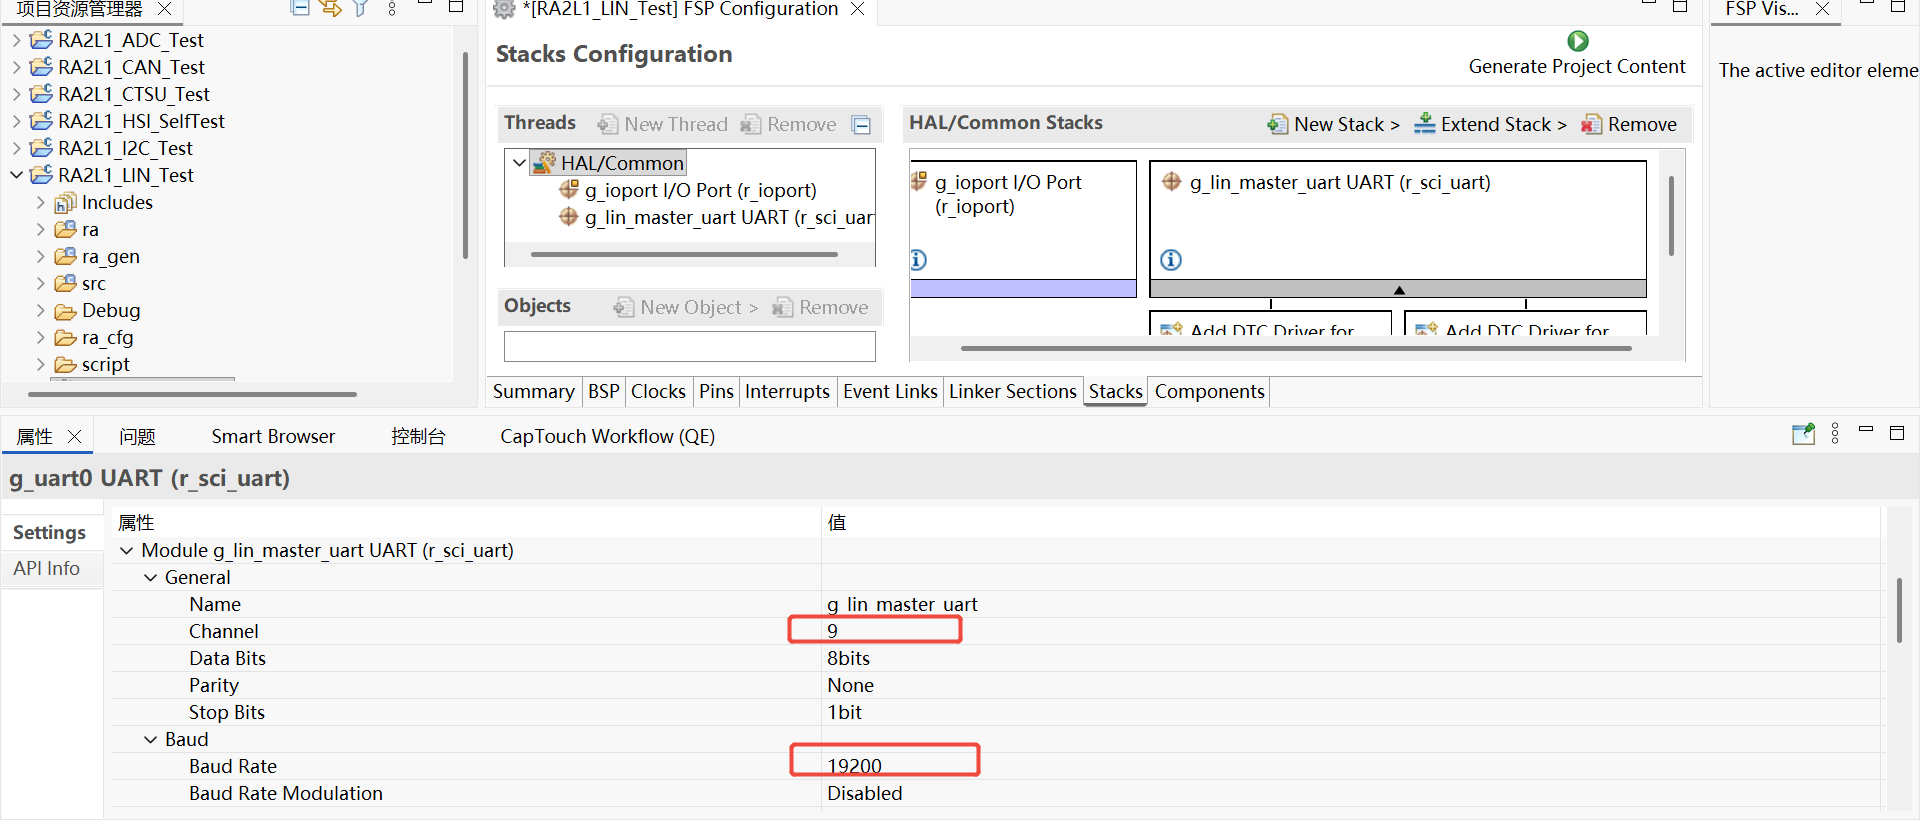 项目资源管理器
RA2L1_ADC_Test
RA2L1_CAN_Test
RA2L1_CTSU_Test
RA2L1_HSI_SelfTest
RA2L1_I2C_Test
RA2L1_LIN_Test
Includes
ra
ra_gen
src
Debug
ra_cfg
script
*[RA2L1_LIN_Test] FSP Configuration
Stacks Configuration
Generate Project Content
Threads
New Thread
Remove
HAL/Common
g_ioport I/O Port (r_ioport)
g_lin_master_uart UART (r_sci_uar
Objects
New Object >
Remove
HAL/Common Stacks
New Stack >
Extend Stack >
Remove
g_ioport I/O Port
(r_ioport)
g_lin_master_uart UART (r_sci_uart)
Add DTC Driver for
Add DTC Driver for
Summary
BSP
Clocks
Pins
Interrupts
Event Links
Linker Sections
Stacks
Components
FSP Vis...
The active editor eleme
属性
问题
Smart Browser
控制台
CapTouch Workflow (QE)
g_uart0 UART (r_sci_uart)
Settings
API Info
属性 值
Module g_lin_master_uart UART (r_sci_uart)
General
Name g_lin_master_uart
Channel 9
Data Bits 8bits
Parity None
Stop Bits 1bit
Baud
Baud Rate 19200
Baud Rate Modulation Disabled